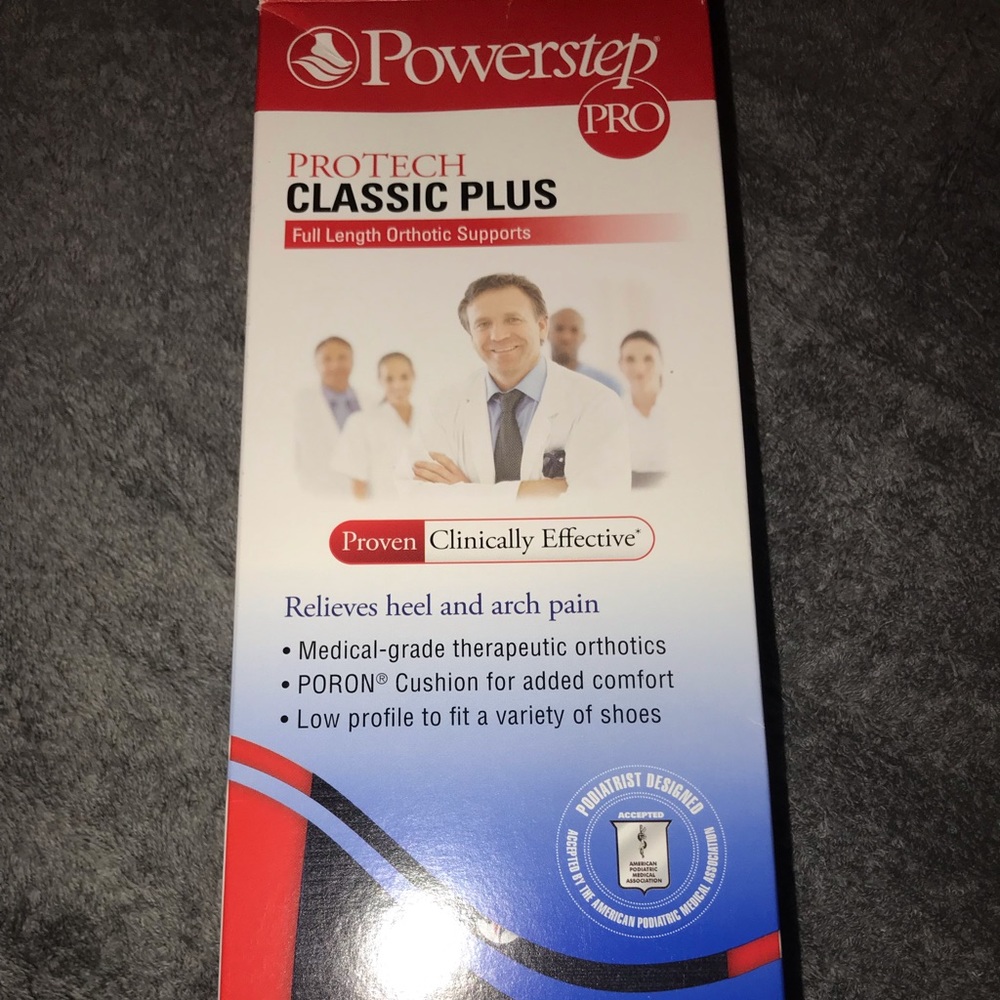 Powerstep®
PRO
PROTECH
CLASSIC PLUS
Full Length Orthotic Supports
Proven Clinically Effective*
Relieves heel and arch pain
• Medical-grade therapeutic orthotics
• PORON® Cushion for added comfort
• Low profile to fit a variety of shoes
PODIATRIST DESIGNED
ACCEPTED
AMERICAN
PODIATRIC
MEDICAL
ASSOCIATION
ACCEPTED BY THE AMERICAN PODIATRIC MEDICAL ASSOCIATION